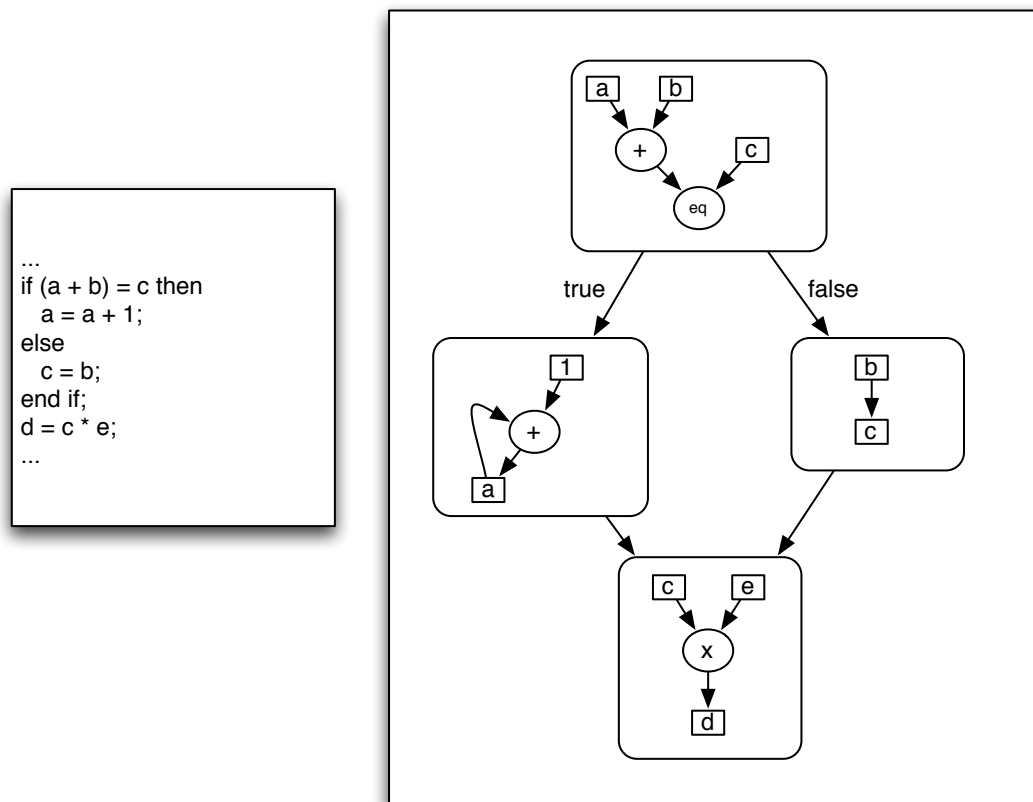 ...
if (a + b) = c then
a = a + 1;
else
c = b;
end if;
d = c * e;
...
a b
+ c
eq
true false
1 b
+ c
a
c e
x
d